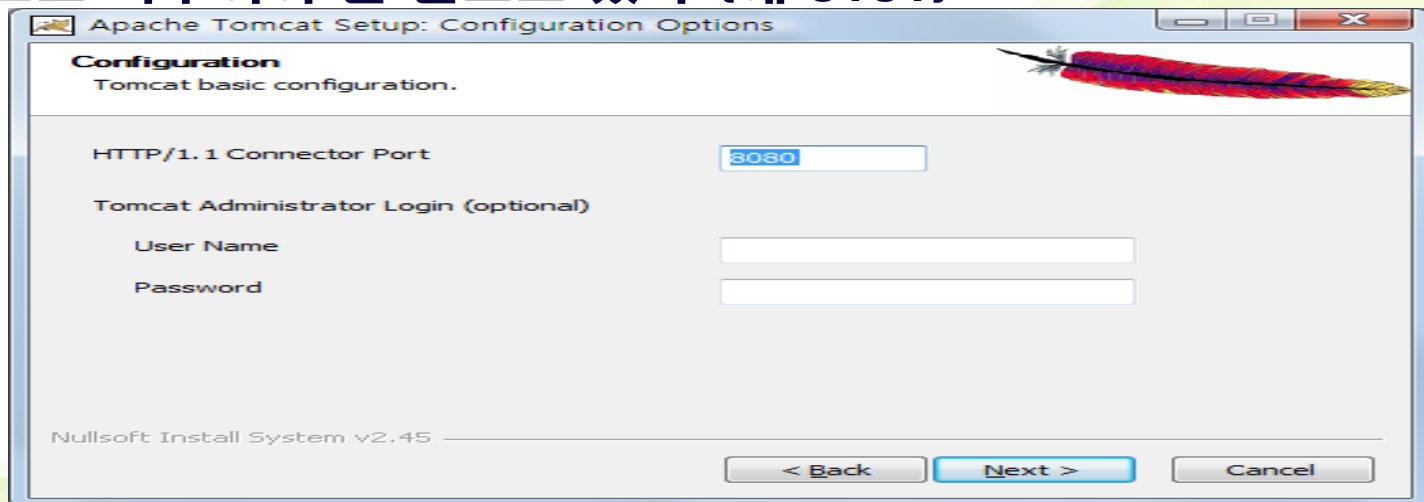 Apache Tomcat Setup: Configuration Options
Configuration
Tomcat basic configuration.
HTTP/1.1 Connector Port
8080
Tomcat Administrator Login (optional)
User Name
Password
Nullsoft Install System v2.45
< Back
Next >
Cancel